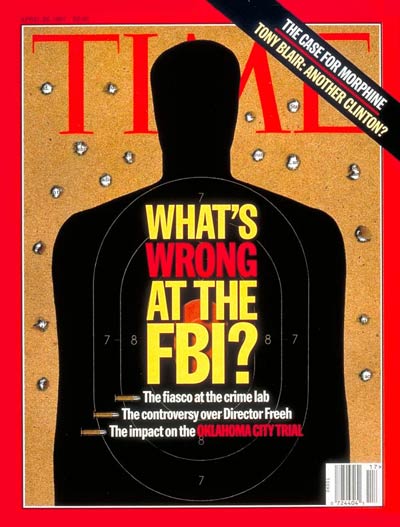 TIME
THE CASE FOR MORPHINE
TONY BLAIR: ANOTHER CLINTON?
7
WHAT'S
WRONG
AT THE
FBI?
7 8 8 7
The fiasco at the crime lab
The controversy over Director Freeh
The impact on the OKLAHOMA CITY TRIAL
8
7
17>